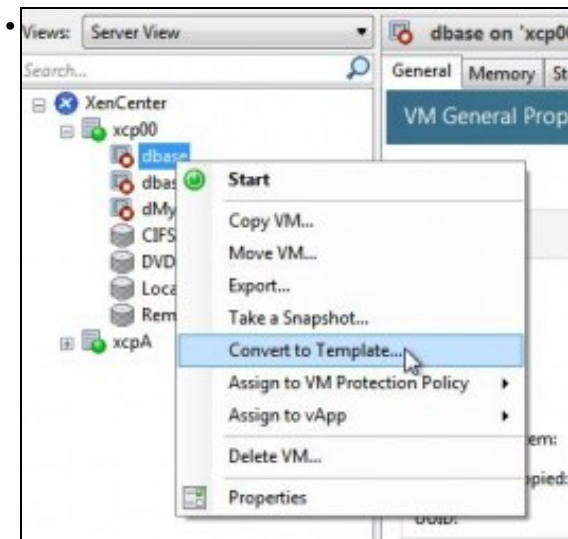 Views: Server View
dbase on 'xcp00
Search...
General Memory St
XenCenter
VM General Prop
xcp00
dbase
dbas
Start
dMy
Copy VM...
CIFS
Move VM...
DVD
Export...
Loca
Take a Snapshot...
Rem
xcpA
Convert to Template...
Assign to VM Protection Policy
Assign to vApp
em:
Delete VM...
opied:
Properties
UUID: